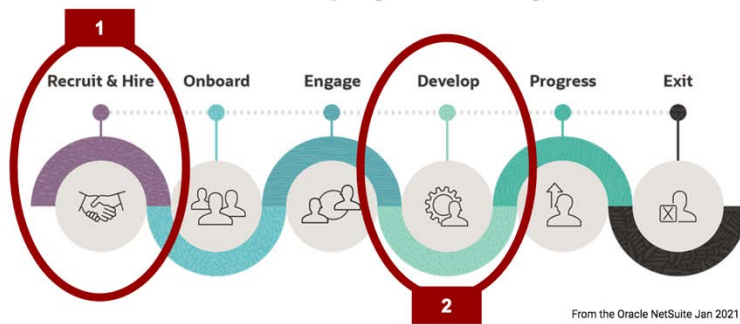 1
Recruit & Hire Onboard Engage Develop Progress Exit
2
From the Oracle NetSuite Jan 2021